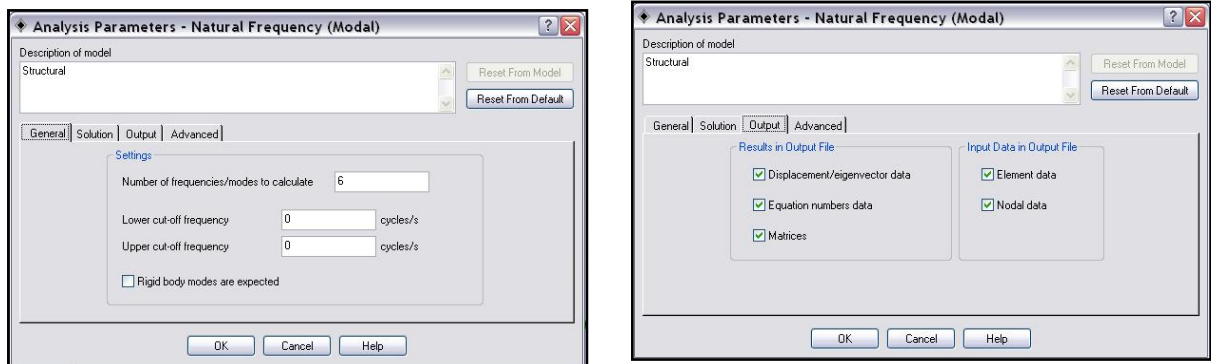 Analysis Parameters - Natural Frequency (Modal)
Description of model
Structural
Reset From Model
Reset From Default
General Solution Output Advanced
Settings
Number of frequencies/modes to calculate 6
Lower cut-off frequency 0 cycles/s
Upper cut-off frequency 0 cycles/s
Rigid body modes are expected
OK Cancel Help
Analysis Parameters - Natural Frequency (Modal)
Description of model
Structural
Reset From Model
Reset From Default
General Solution Output Advanced
Results in Output File
Displacement/eigenvector data
Equation numbers data
Matrices
Input Data in Output File
Element data
Nodal data
OK Cancel Help